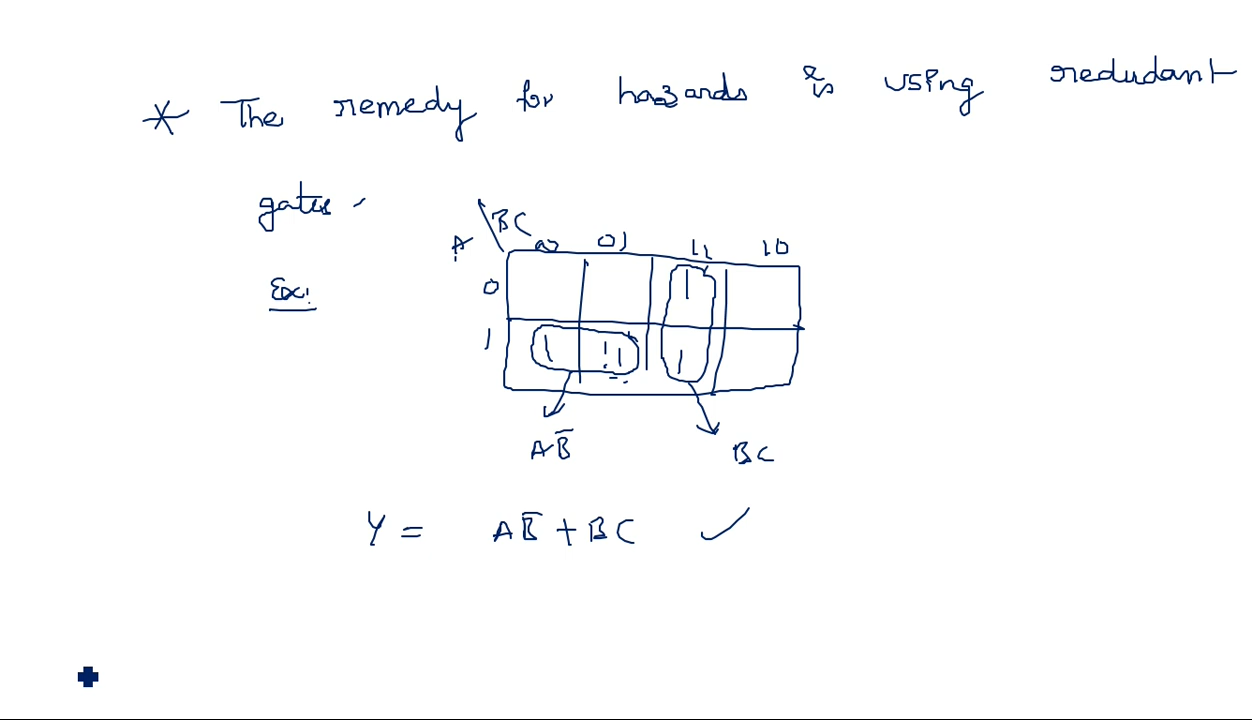 * The remedy for hazards is using redudant
gates.
Ex:
A BC 00 01 11 10
0 1
1 1 1 1
AB̅ BC
Y = AB̅ + BC ✓